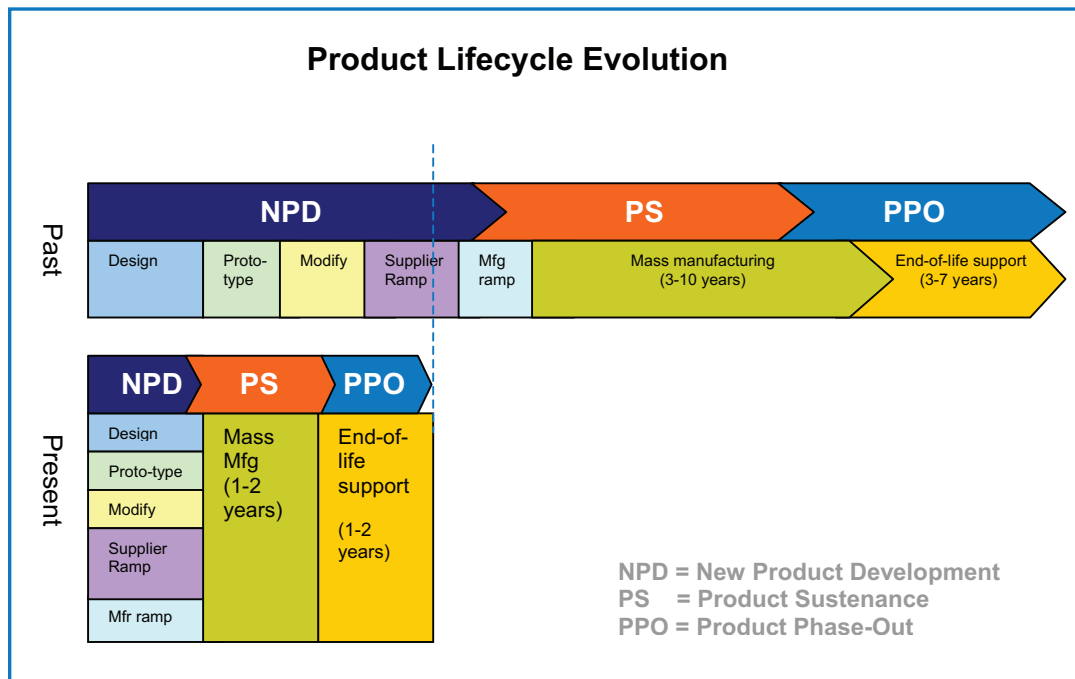 Product Lifecycle Evolution
Past
NPD
PS
PPO
Design
Proto-
type
Modify
Supplier
Ramp
Mfg
ramp
Mass manufacturing
(3-10 years)
End-of-life support
(3-7 years)
Present
NPD
PS
PPO
Design
Proto-type
Modify
Supplier
Ramp
Mfr ramp
Mass
Mfg
(1-2
years)
End-of-
life
support
(1-2
years)
NPD = New Product Development
PS = Product Sustenance
PPO = Product Phase-Out